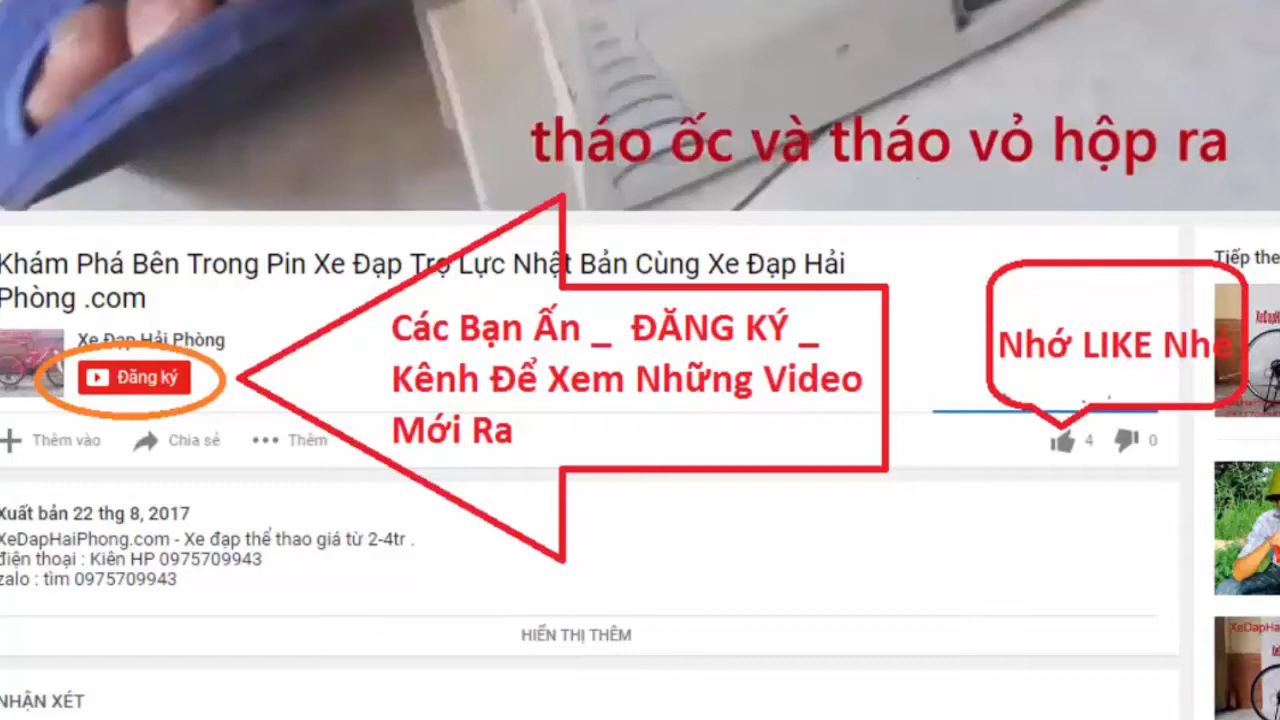 tháo ốc và tháo vỏ hộp ra
Khám Phá Bên Trong Pin Xe Đạp Trợ Lực Nhật Bản Cùng Xe Đạp Hải
Phòng .com
Tiếp the
Xe Đạp Hải Phòng
Đăng ký
Các Bạn Ấn _ ĐĂNG KÝ _
Kênh Để Xem Những Video
Mới Ra
Nhớ LIKE Nhé
Thêm vào
Chia sẻ
Thêm
4
0
Xuất bản 22 thg 8, 2017
XeDapHaiPhong.com - Xe đạp thể thao giá từ 2-4tr .
điện thoại : Kiên HP 0975709943
zalo : tìm 0975709943
HIỂN THỊ THÊM
XeDapHa
NHẬN XÉT